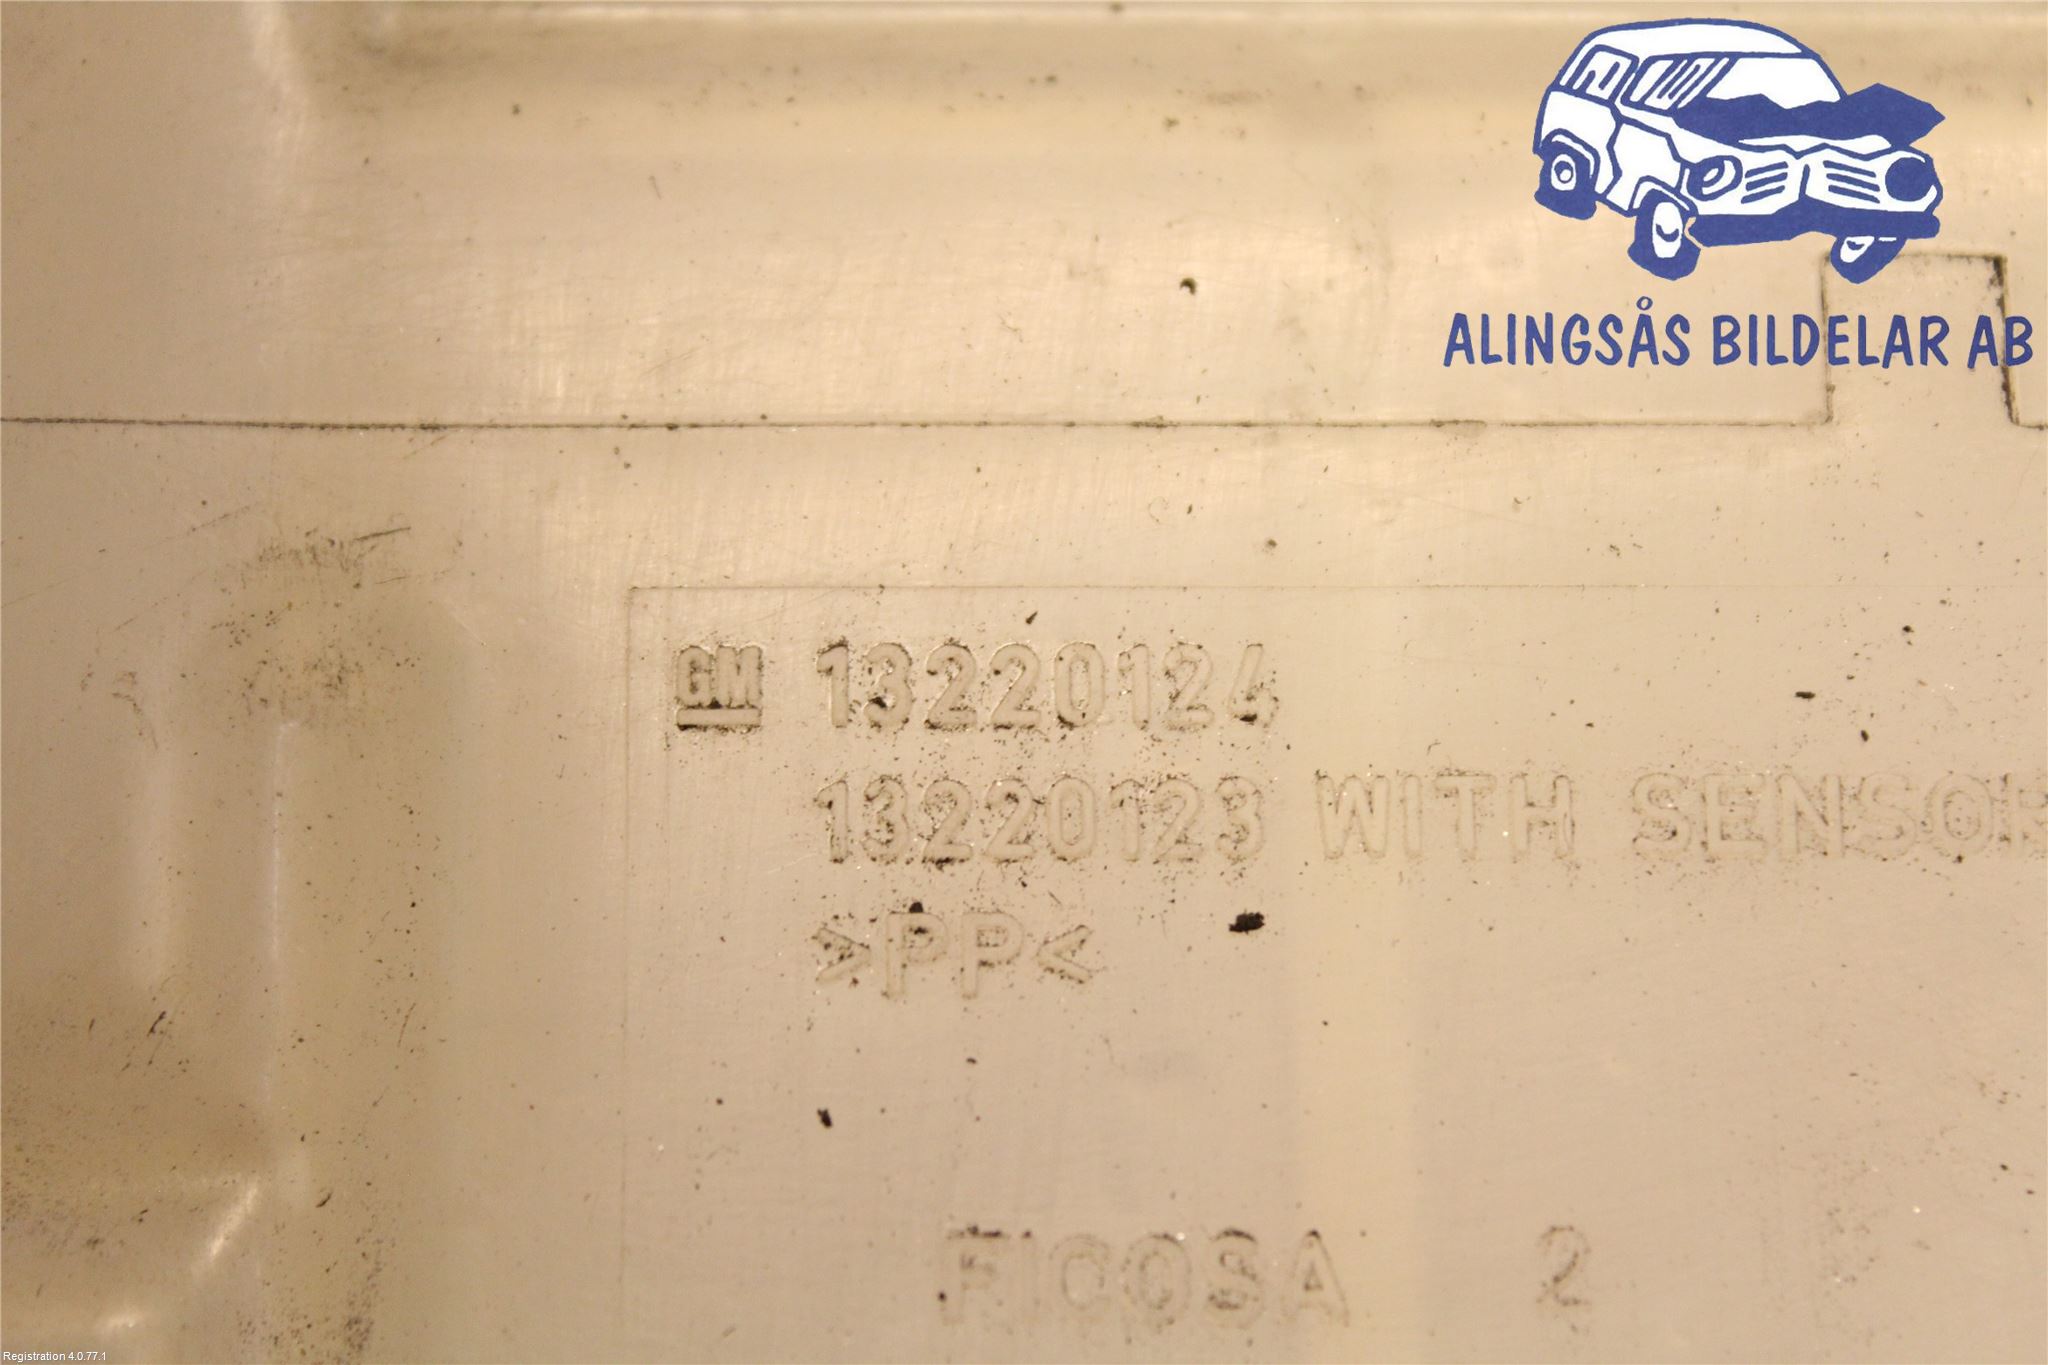 ALINGSÅS BILDELAR AB
GM 13220124
13220123 WITH SENSOR
>PP<
FICOSA 2
Registration 4.0.77.1